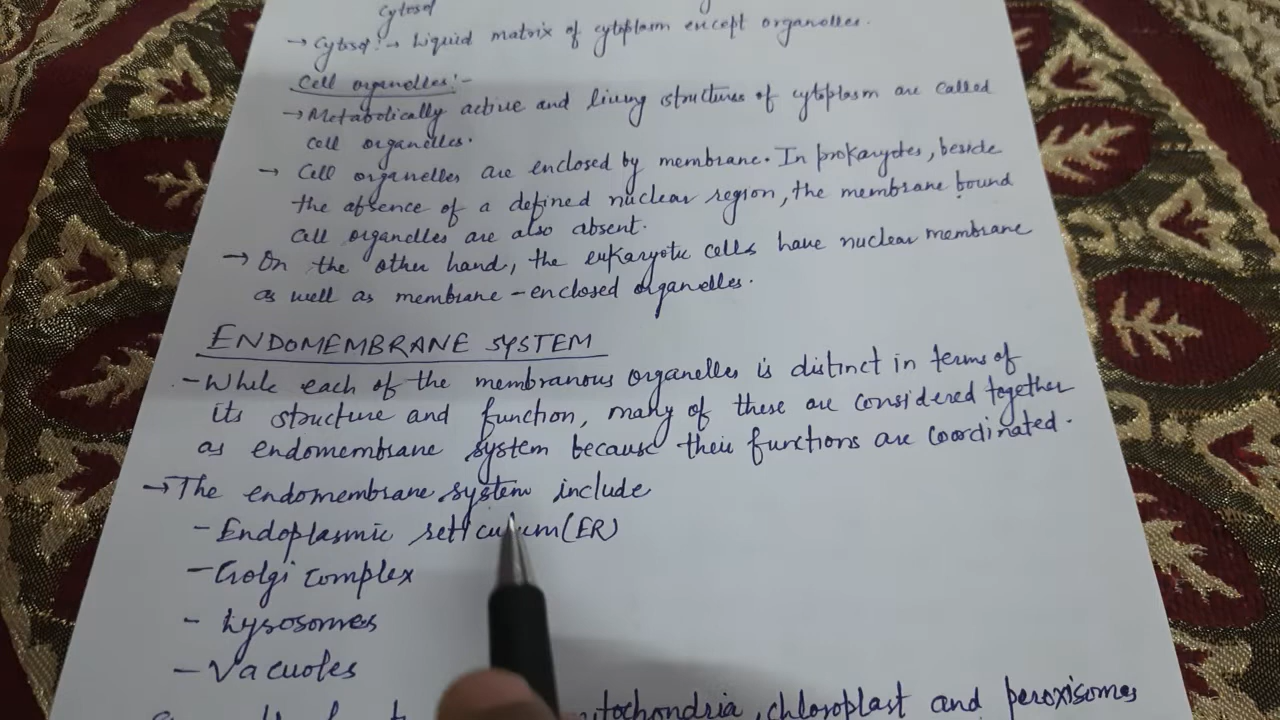 Cytosol
→ Cytosol :→ Liquid matrix of cytoplasm except organelles.
Cell organelles:-
→ Metabolically active and living structures of cytoplasm are called
cell organelles.
→ Cell organelles are enclosed by membrane. In prokaryotes, beside
the absence of a defined nuclear region, the membrane bound
cell organelles are also absent.
→ On the other hand, the eukaryotic cells have nuclear membrane
as well as membrane-enclosed organelles.
ENDOMEMBRANE SYSTEM
- While each of the membranous organelles is distinct in terms of
its structure and function, many of these are considered together
as endomembrane system because their functions are coordinated.
→ The endomembrane system include
- Endoplasmic reticulum (ER)
- Golgi complex
- Lysosomes
- Vacuoles
mitochondria, chloroplast and peroxisomes